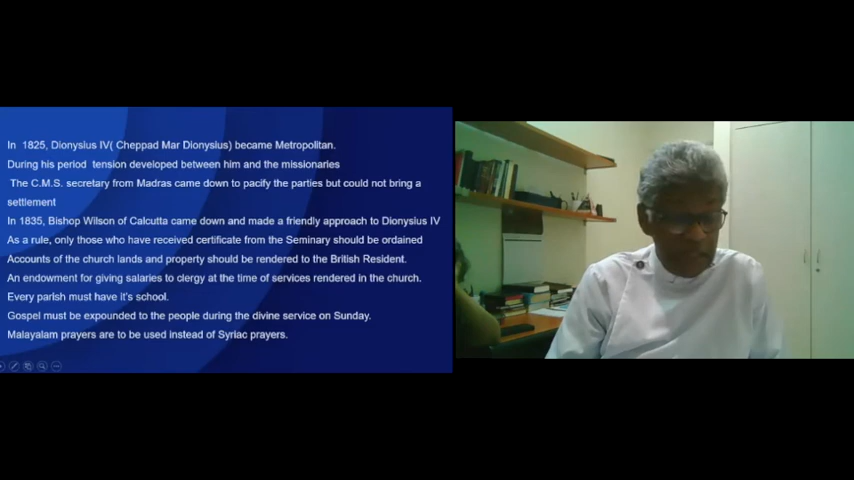 In 1825, Dionysius IV( Cheppad Mar Dionysius) became Metropolitan.
During his period tension developed between him and the missionaries
The C.M.S. secretary from Madras came down to pacify the parties but could not bring a
settlement
In 1835, Bishop Wilson of Calcutta came down and made a friendly approach to Dionysius IV
As a rule, only those who have received certificate from the Seminary should be ordained
Accounts of the church lands and property should be rendered to the British Resident.
An endowment for giving salaries to clergy at the time of services rendered in the church.
Every parish must have it's school.
Gospel must be expounded to the people during the divine service on Sunday.
Malayalam prayers are to be used instead of Syriac prayers.